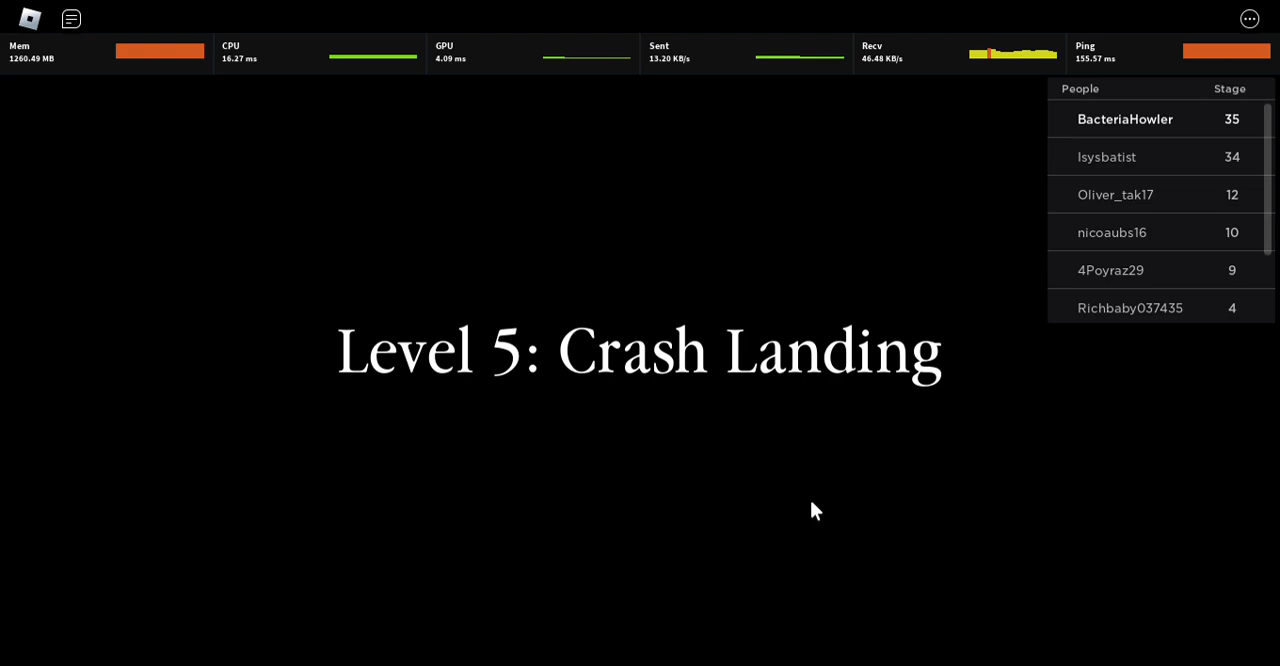 Mem CPU GPU Sent Recv Ping
1260.49 MB 16.27 ms 4.09 ms 13.20 KB/s 46.48 KB/s 155.57 ms
People Stage
BacteriaHowler 35
Isysbatist 34
Oliver_tak17 12
nicoaubs16 10
4Poyraz29 9
Richbaby037435 4
Level 5: Crash Landing